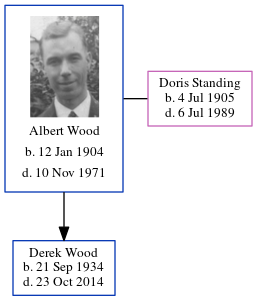 Albert Wood
b. 12 Jan 1904
d. 10 Nov 1971
Doris Standing
b. 4 Jul 1905
d. 6 Jul 1989
Derek Wood
b. 21 Sep 1934
d. 23 Oct 2014